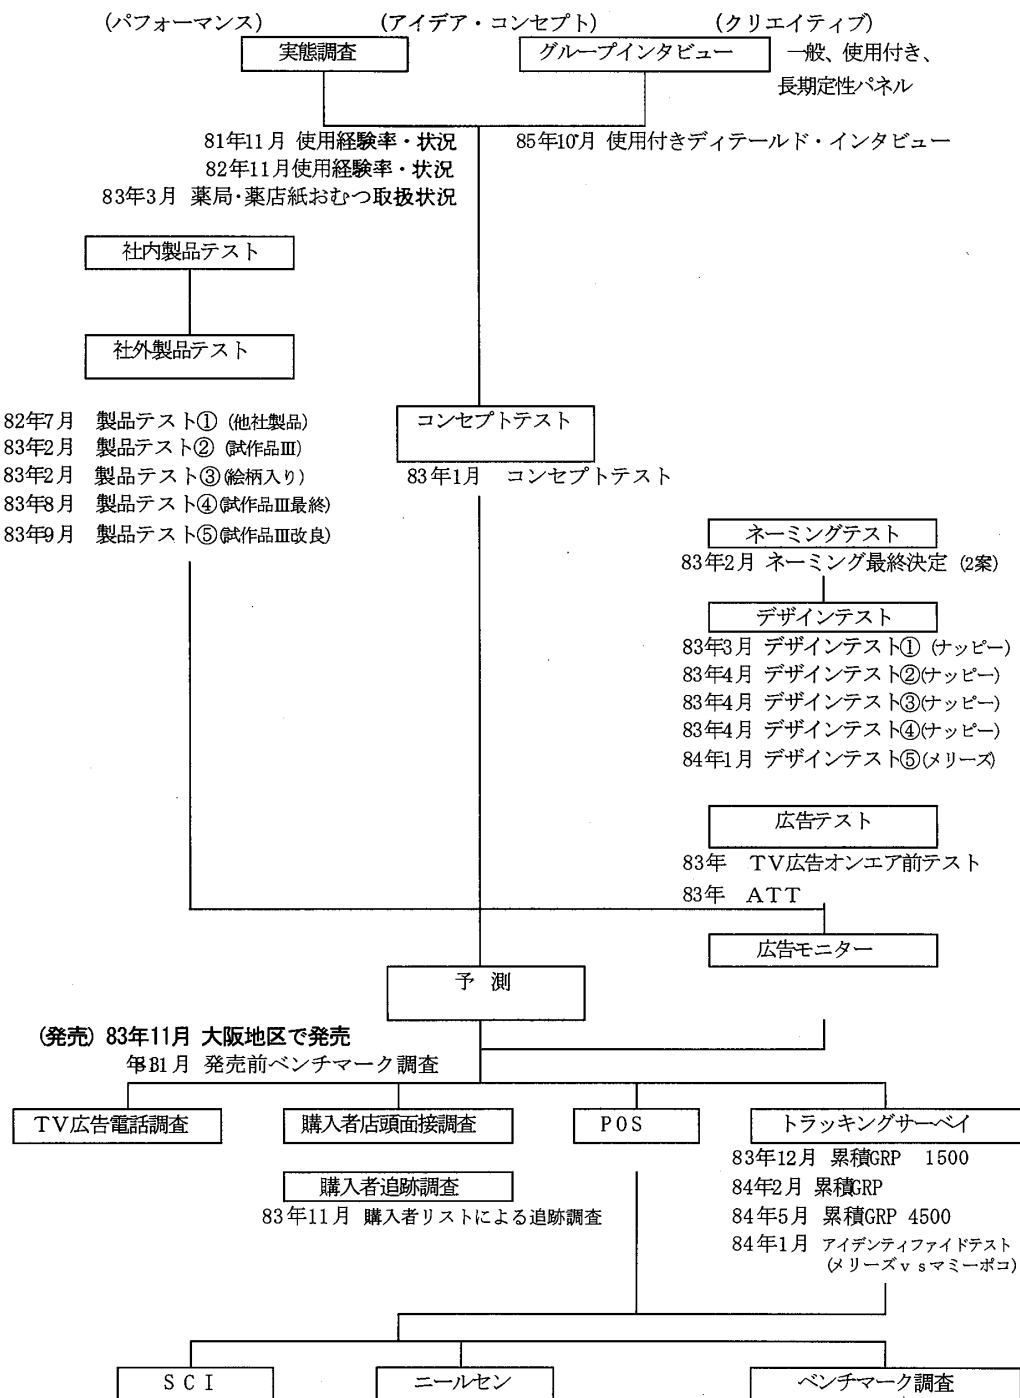 (パフォーマンス) (アイデア・コンセプト) (クリエイティブ)
実態調査 グループインタビュー 一般、使用付き、
長期定性パネル
81年11月 使用経験率・状況 85年10月 使用付きディテールド・インタビュー
82年11月使用経験率・状況
83年3月 薬局・薬店紙おむつ取扱状況
社内製品テスト
社外製品テスト
82年7月 製品テスト① (他社製品)
83年2月 製品テスト② (試作品Ⅲ)
83年2月 製品テスト③(絵柄入り)
83年8月 製品テスト④(試作品Ⅲ最終)
83年9月 製品テスト⑤(試作品Ⅲ改良)
コンセプトテスト
83年1月 コンセプトテスト
ネーミングテスト
83年2月 ネーミング最終決定 (2案)
デザインテスト
83年3月 デザインテスト① (ナッピー)
83年4月 デザインテスト②(ナッピー)
83年4月 デザインテスト③(ナッピー)
83年4月 デザインテスト④(ナッピー)
84年1月 デザインテスト⑤(メリーズ)
広告テスト
83年 TV広告オンエア前テスト
83年 ATT
広告モニター
予 測
(発売) 83年11月 大阪地区で発売
月 発売前ベンチマーク調査
TV広告電話調査 購入者店頭面接調査 POS トラッキングサーベイ
83年12月 累積GRP 1500
84年2月 累積GRP
84年5月 累積GRP 4500
84年1月 アイデンティファイドテスト
(メリーズvsマミーポコ)
購入者追跡調査
83年11月 購入者リストによる追跡調査
SCI ニールセン ベンチマーク調査